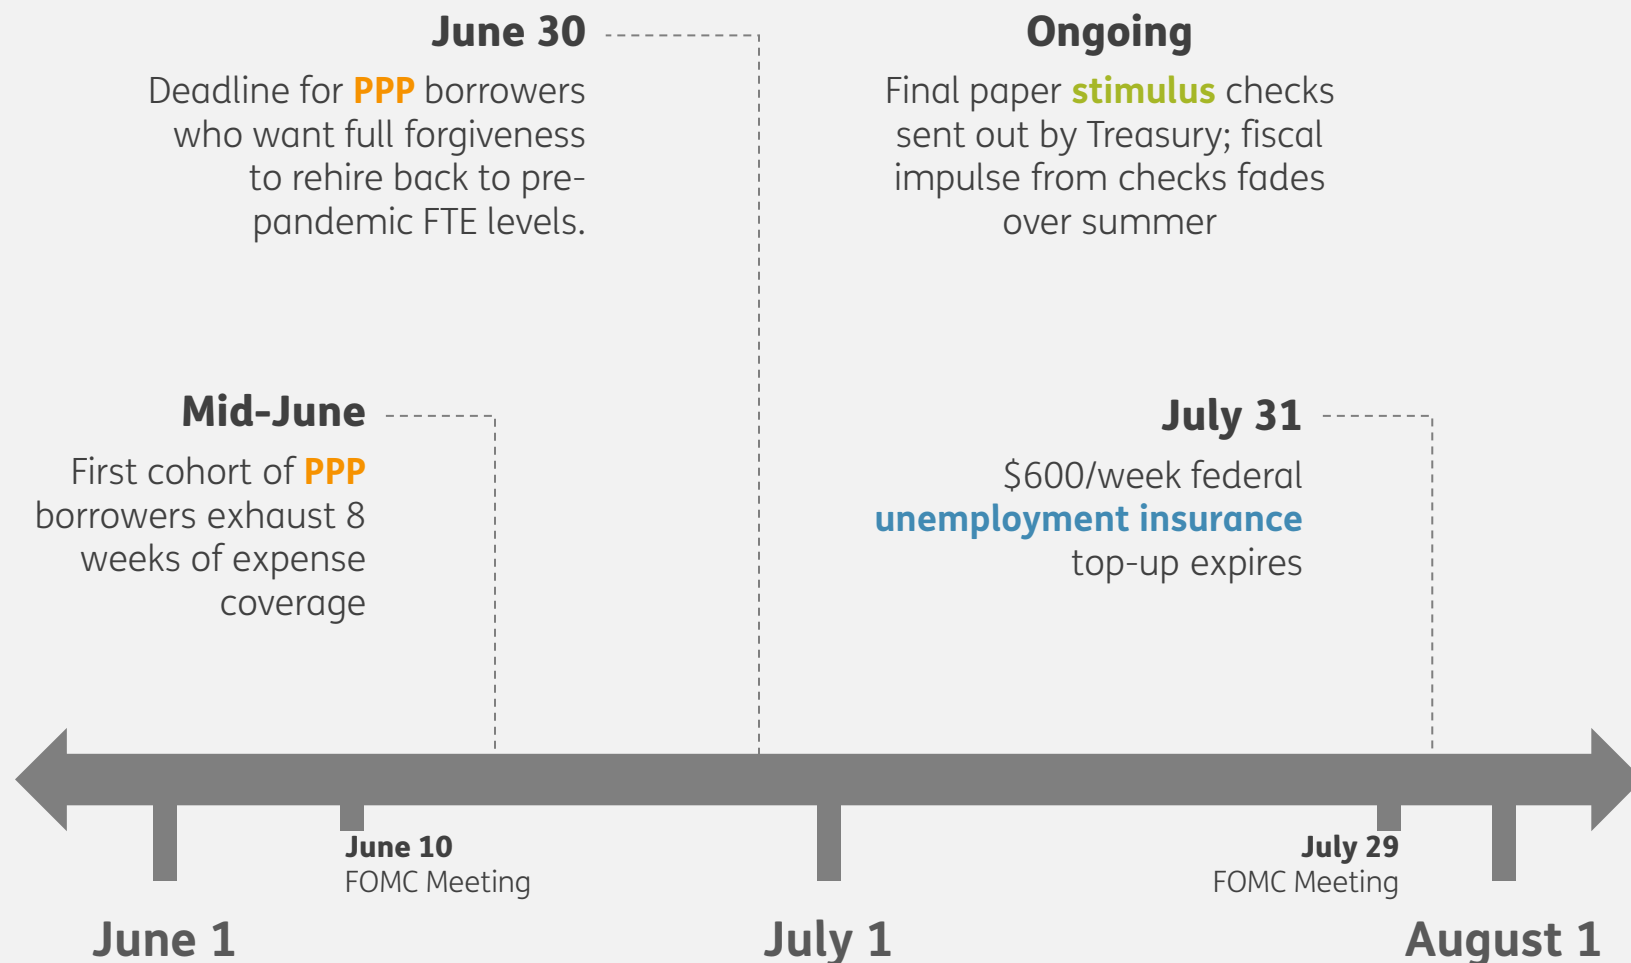 June 30
Deadline for PPP borrowers
who want full forgiveness
to rehire back to pre-
pandemic FTE levels.
Ongoing
Final paper stimulus checks
sent out by Treasury; fiscal
impulse from checks fades
over summer
Mid-June
First cohort of PPP
borrowers exhaust 8
weeks of expense
coverage
July 31
$600/week federal
unemployment insurance
top-up expires
June 10
FOMC Meeting
July 29
FOMC Meeting
June 1
July 1
August 1